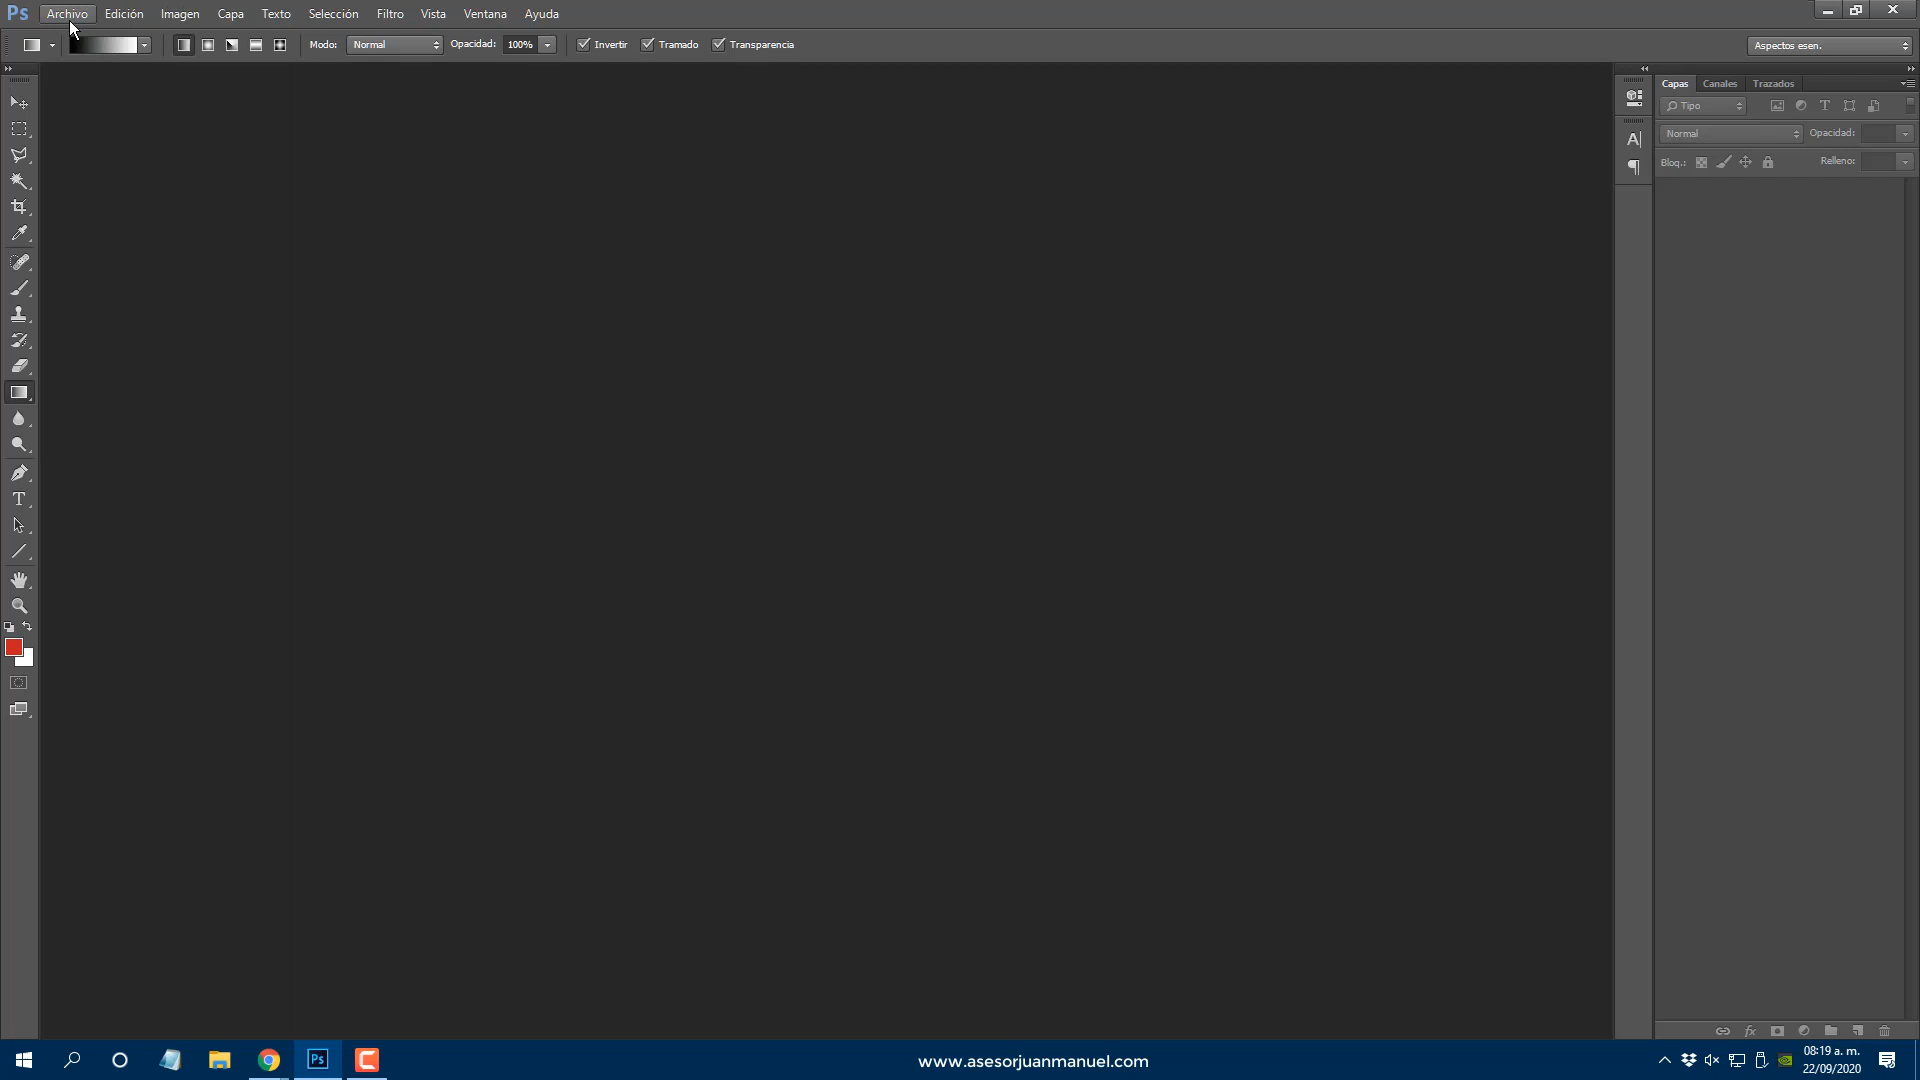 Ps Archivo Edición Imagen Capa Texto Selección Filtro Vista Ventana Ayuda
Modo: Normal Opacidad: 100% Invertir Tramado Transparencia Aspectos esen.
Capas Canales Trazados
Tipo
Normal Opacidad:
Bloq.: Relleno:
www.asesorjuanmanuel.com
08:19 a. m.
22/09/2020